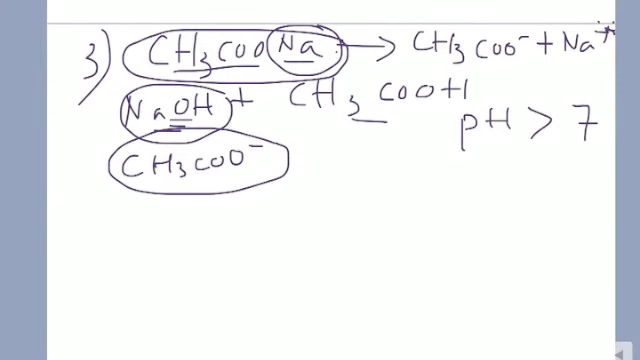 3) CH3COONa → CH3COO⁻ + Na⁺
NaOH + CH3COOH
pH > 7
CH3COO⁻